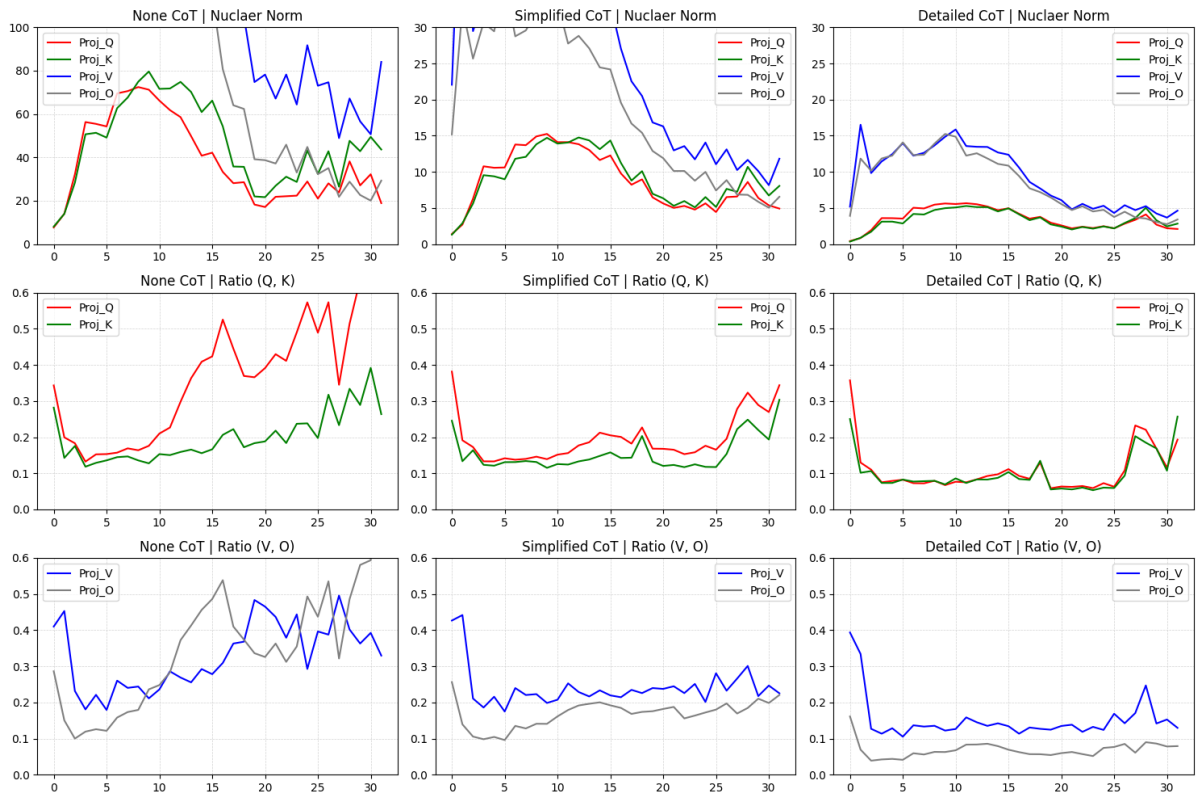 None CoT | Nuclaer Norm
100
80
60
40
20
0
Proj_Q
Proj_K
Proj_V
Proj_O
0 5 10 15 20 25 30
Simplified CoT | Nuclaer Norm
30
25
20
15
10
5
0
Proj_Q
Proj_K
Proj_V
Proj_O
0 5 10 15 20 25 30
Detailed CoT | Nuclaer Norm
30
25
20
15
10
5
0
Proj_Q
Proj_K
Proj_V
Proj_O
0 5 10 15 20 25 30
None CoT | Ratio (Q, K)
0.6
0.5
0.4
0.3
0.2
0.1
0.0
Proj_Q
Proj_K
0 5 10 15 20 25 30
Simplified CoT | Ratio (Q, K)
0.6
0.5
0.4
0.3
0.2
0.1
0.0
Proj_Q
Proj_K
0 5 10 15 20 25 30
Detailed CoT | Ratio (Q, K)
0.6
0.5
0.4
0.3
0.2
0.1
0.0
Proj_Q
Proj_K
0 5 10 15 20 25 30
None CoT | Ratio (V, O)
0.6
0.5
0.4
0.3
0.2
0.1
0.0
Proj_V
Proj_O
0 5 10 15 20 25 30
Simplified CoT | Ratio (V, O)
0.6
0.5
0.4
0.3
0.2
0.1
0.0
Proj_V
Proj_O
0 5 10 15 20 25 30
Detailed CoT | Ratio (V, O)
0.6
0.5
0.4
0.3
0.2
0.1
0.0
Proj_V
Proj_O
0 5 10 15 20 25 30